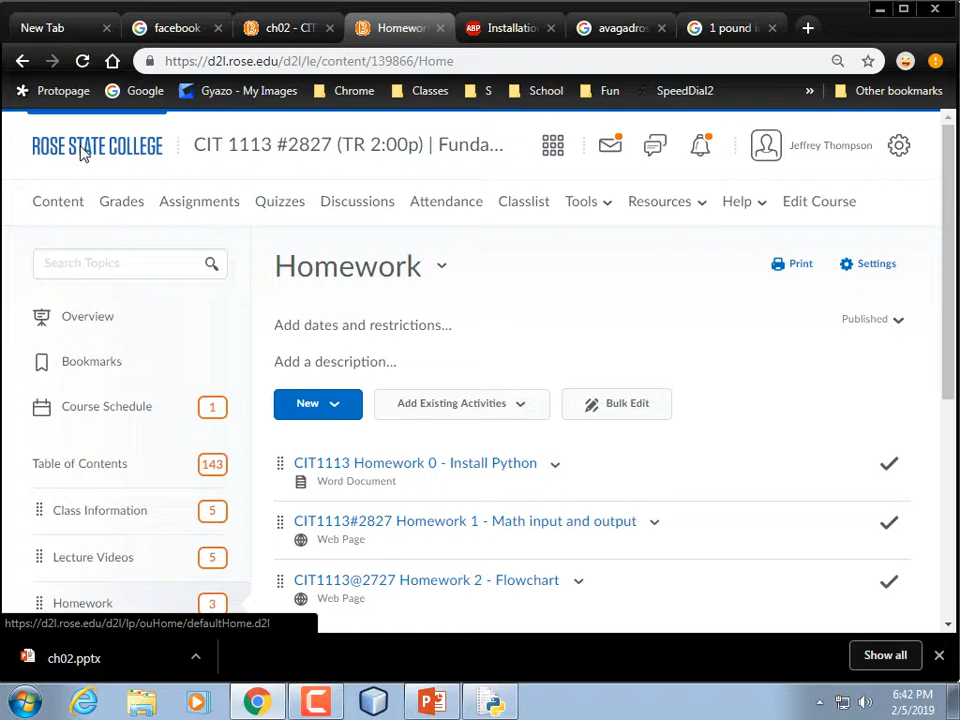 New Tab
facebook
ch02 - CIT
Homewor
ABP
Installatio
avagadros
1 pound in
https://d2l.rose.edu/d2l/le/content/139866/Home
Protopage
Google
Gyazo - My Images
Chrome
Classes
S
School
Fun
SpeedDial2
»
Other bookmarks
ROSE STATE COLLEGE
CIT 1113 #2827 (TR 2:00p) | Funda...
Jeffrey Thompson
Content
Grades
Assignments
Quizzes
Discussions
Attendance
Classlist
Tools
Resources
Help
Edit Course
Search Topics
Homework
Print
Settings
Overview
Add dates and restrictions...
Published
Bookmarks
Add a description...
Course Schedule
1
New
Add Existing Activities
Bulk Edit
Table of Contents
143
CIT1113 Homework 0 - Install Python
Word Document
Class Information
5
CIT1113#2827 Homework 1 - Math input and output
Web Page
Lecture Videos
5
CIT1113@2727 Homework 2 - Flowchart
Web Page
Homework
3
https://d2l.rose.edu/d2l/lp/ouHome/defaultHome.d2l
ch02.pptx
Show all
6:42 PM
2/5/2019